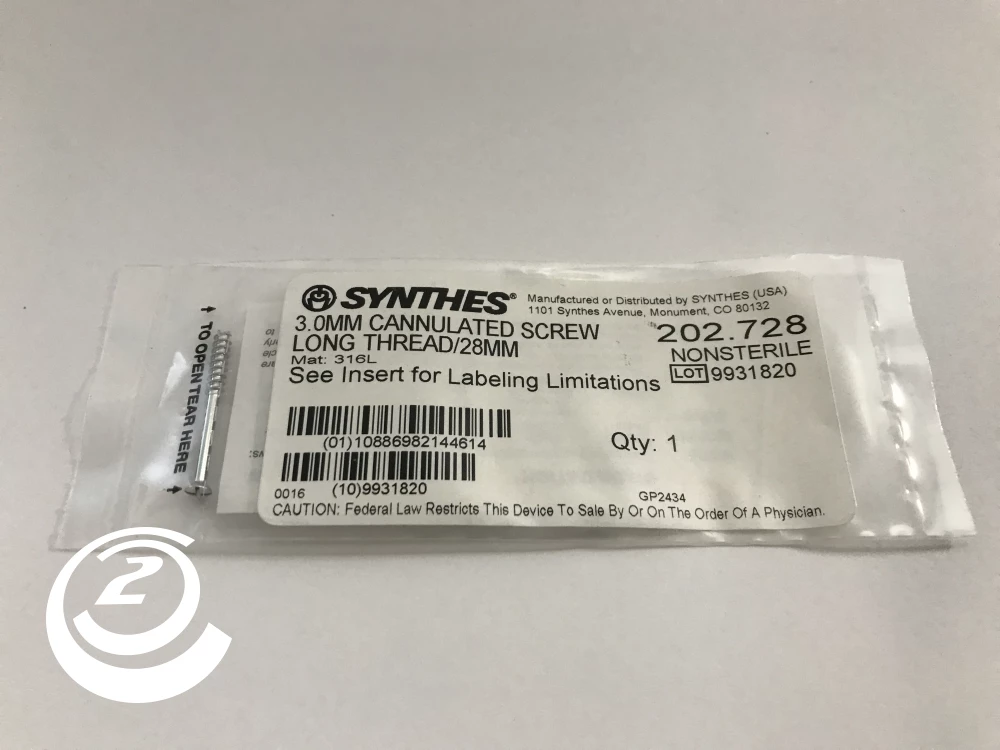 SYNTHES®
Manufactured or Distributed by SYNTHES (USA)
1101 Synthes Avenue, Monument, CO 80132
3.0MM CANNULATED SCREW
LONG THREAD/28MM
202.728
NONSTERILE
Mat: 316L
LOT 9931820
See Insert for Labeling Limitations
(01)10886982144614
Qty: 1
0016
(10)9931820
GP2434
CAUTION: Federal Law Restricts This Device To Sale By Or On The Order Of A Physician.
TO OPEN TEAR HERE
2